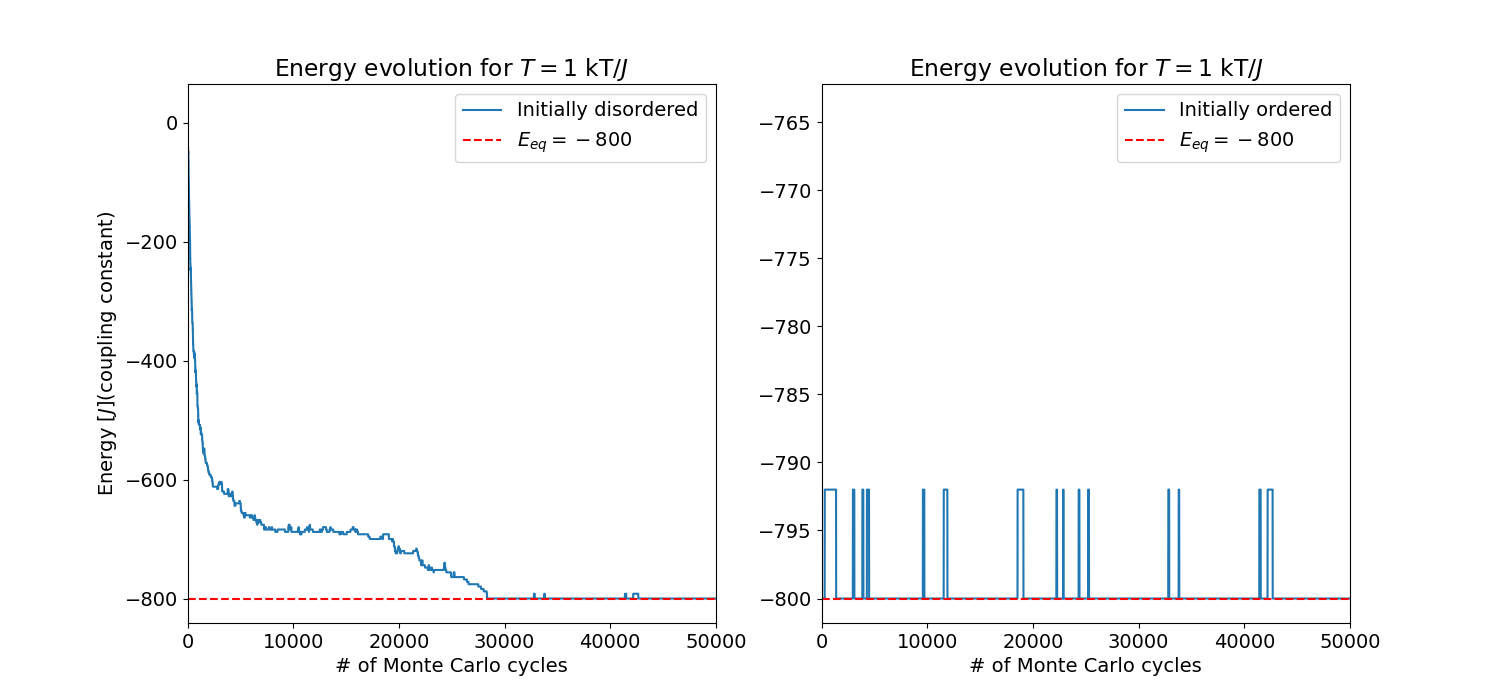 Energy evolution for T = 1 kT/J
Initially disordered
E_eq = −800
0
−200
−400
−600
−800
Energy [J](coupling constant)
0
10000
20000
30000
40000
50000
# of Monte Carlo cycles
Energy evolution for T = 1 kT/J
Initially ordered
E_eq = −800
−765
−770
−775
−780
−785
−790
−795
−800
0
10000
20000
30000
40000
50000
# of Monte Carlo cycles